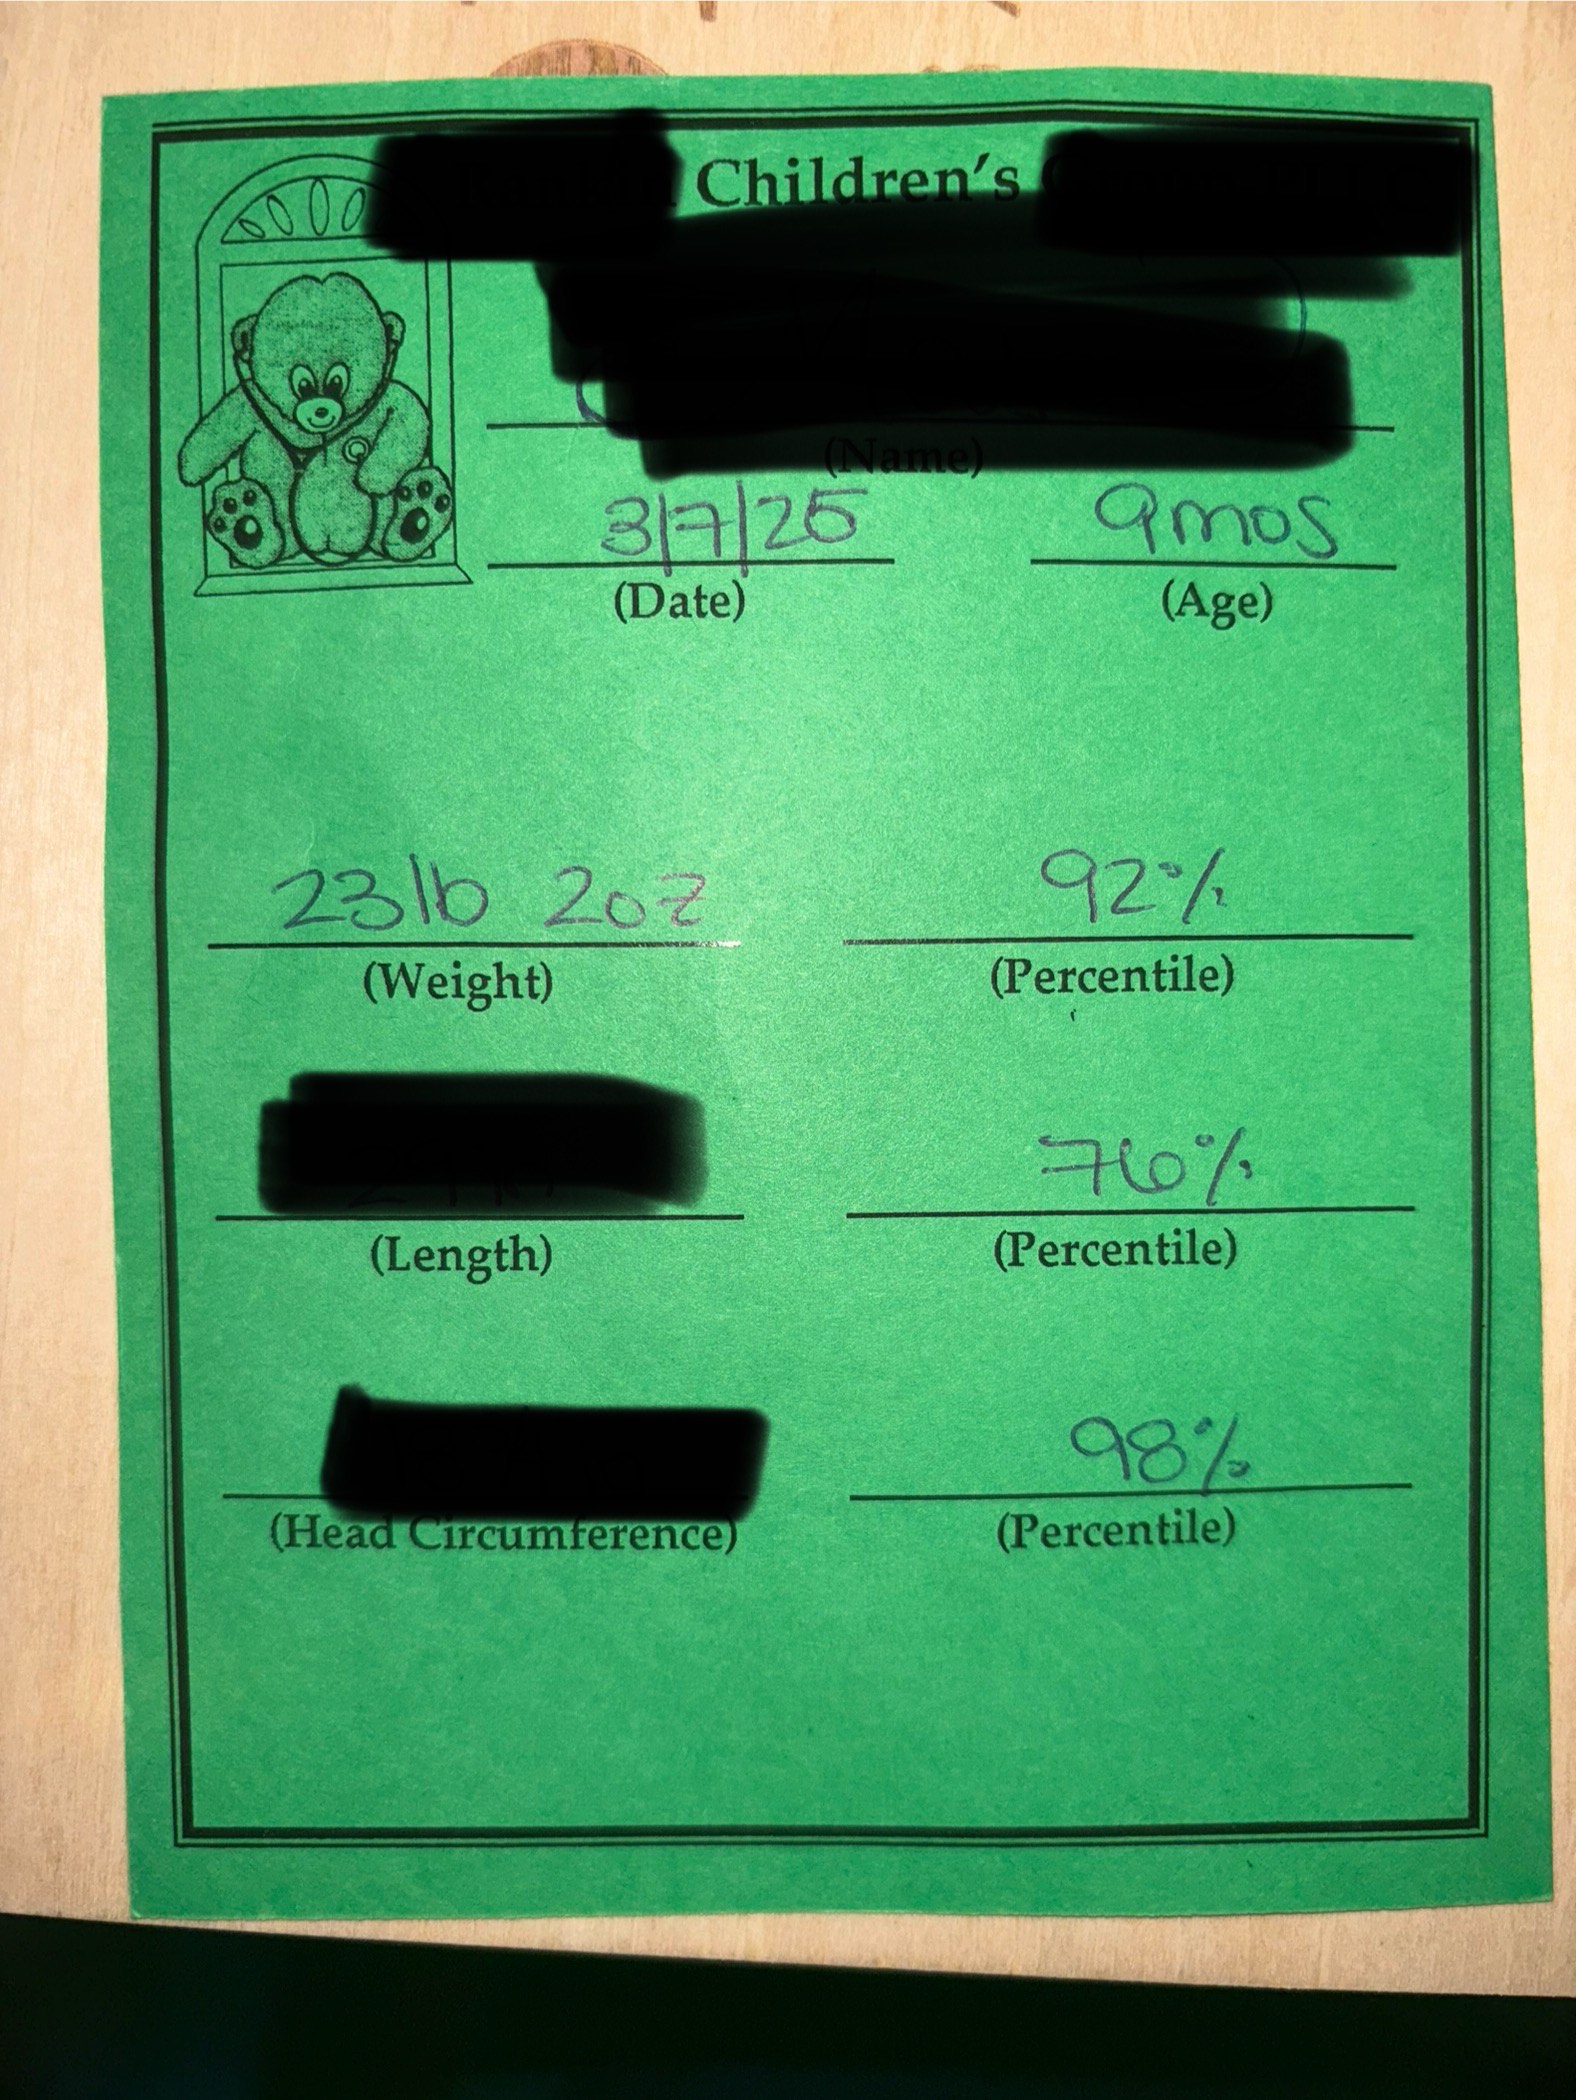 Children's
(Name)
3/7/25 9mos
(Date) (Age)
23lb 2oz 92%
(Weight) (Percentile)
76%
(Length) (Percentile)
98%
(Head Circumference) (Percentile)